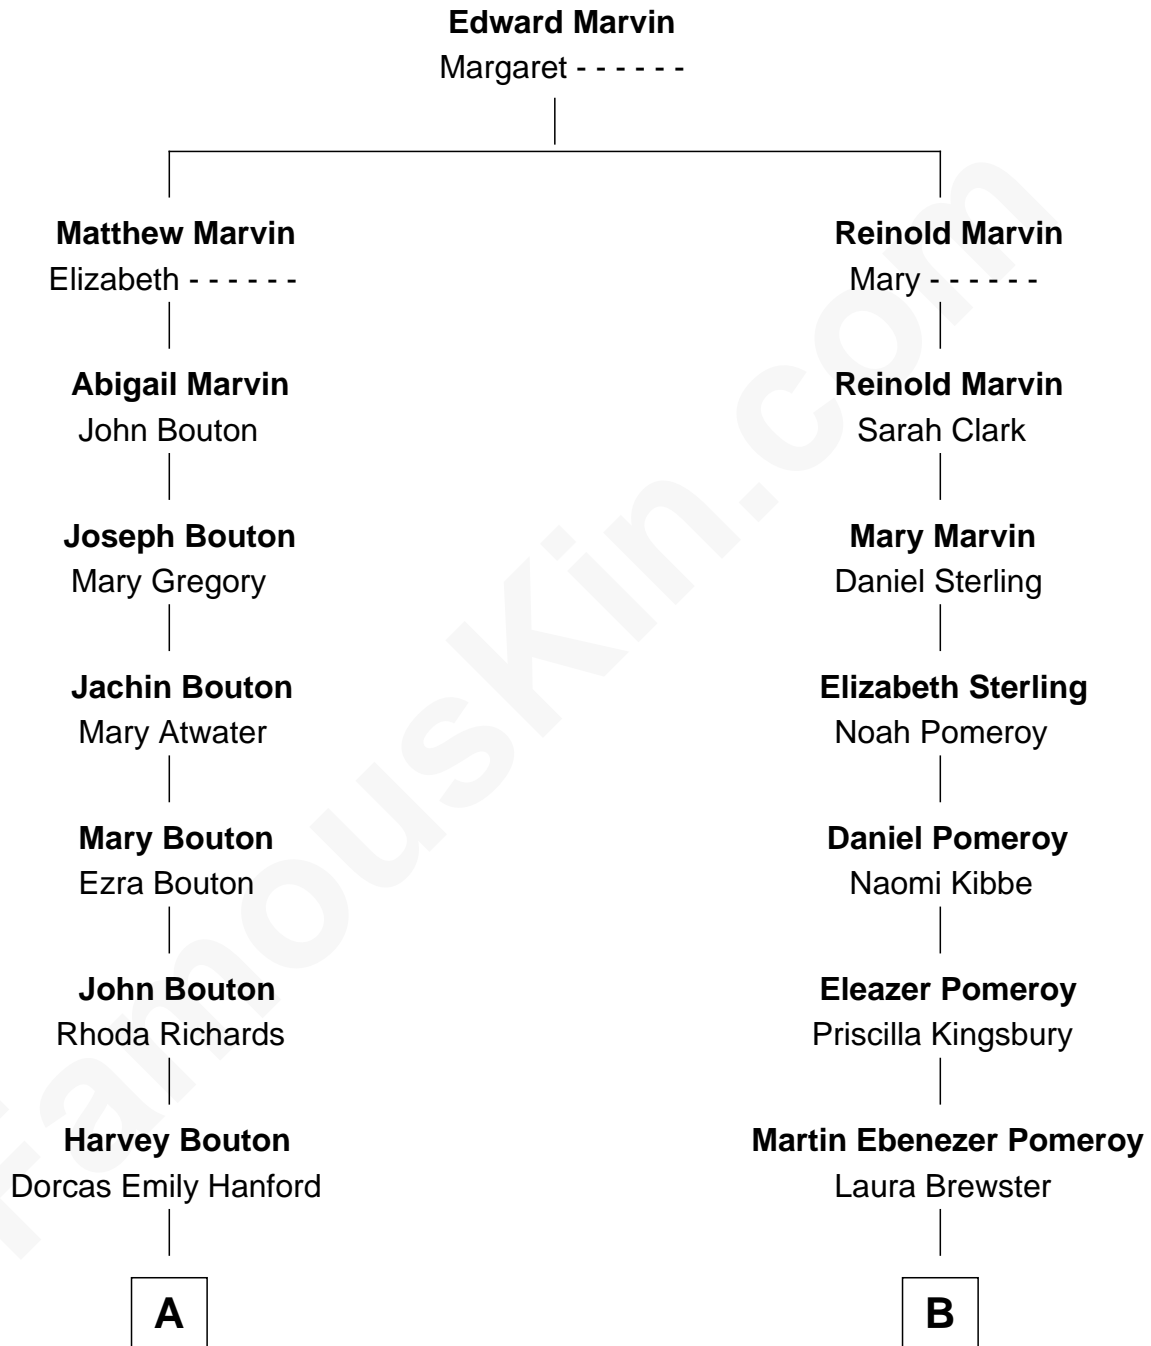 Edward Marvin
Margaret - - - - - -
Matthew Marvin
Elizabeth - - - - - -
Abigail Marvin
John Bouton
Joseph Bouton
Mary Gregory
Jachin Bouton
Mary Atwater
Mary Bouton
Ezra Bouton
John Bouton
Rhoda Richards
Harvey Bouton
Dorcas Emily Hanford
A
Reinold Marvin
Mary - - - - - -
Reinold Marvin
Sarah Clark
Mary Marvin
Daniel Sterling
Elizabeth Sterling
Noah Pomeroy
Daniel Pomeroy
Naomi Kibbe
Eleazer Pomeroy
Priscilla Kingsbury
Martin Ebenezer Pomeroy
Laura Brewster
B
FamousKin.com